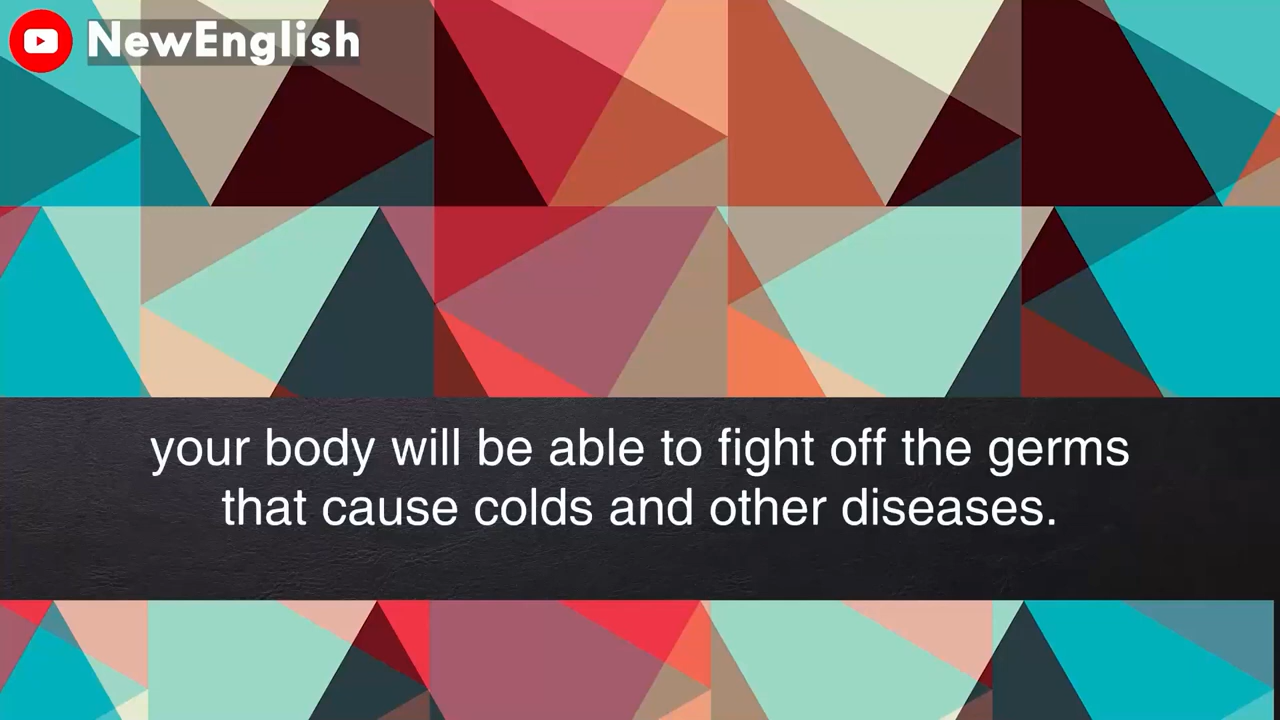 NewEnglish
your body will be able to fight off the germs
that cause colds and other diseases.